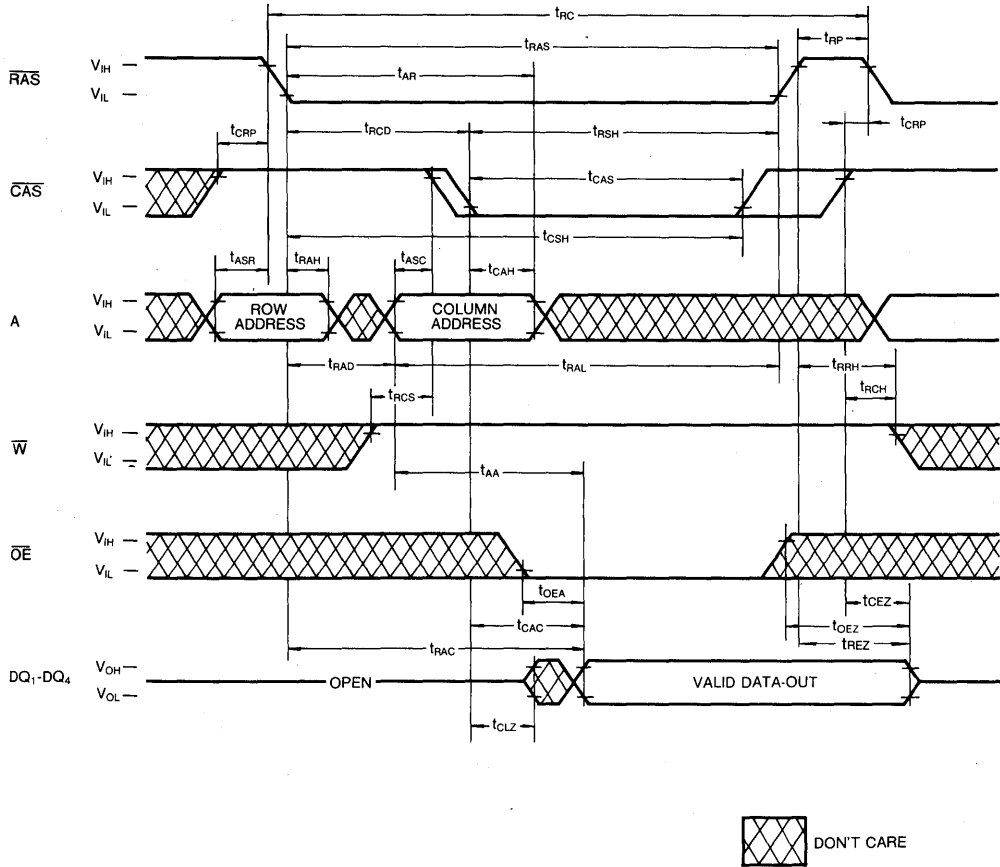 tRC
tRP
tRAS
RAS
VIH
VIL
tAR
tCRP
tRCD
tRSH
tCRP
CAS
VIH
VIL
tCAS
tCSH
tASR
tRAH
tASC
tCAH
A
VIH
VIL
ROW ADDRESS
COLUMN ADDRESS
tRAD
tRAL
tRRH
tRCS
tRCH
W
VIH
VIL
tAA
OE
VIH
VIL
tOEA
tCEZ
tCAC
tOEZ
tRAC
tREZ
DQ1-DQ4
VOH
VOL
OPEN
VALID DATA-OUT
tCLZ
DON'T CARE